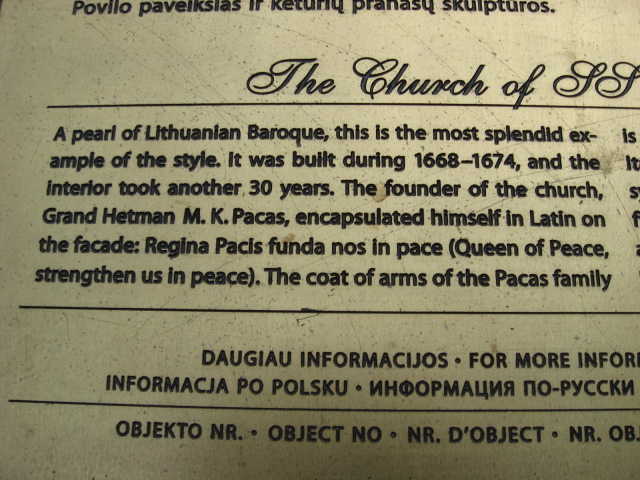 Povilo paveikslas ir keturių pranašų skulptūros.
The Church of SS
A pearl of Lithuanian Baroque, this is the most splendid ex- is
ample of the style. It was built during 1668–1674, and the Ita
interior took another 30 years. The founder of the church,
Grand Hetman M. K. Pacas, encapsulated himself in Latin on
the facade: Regina Pacis funda nos in pace (Queen of Peace,
strengthen us in peace). The coat of arms of the Pacas family
DAUGIAU INFORMACIJOS • FOR MORE INFOR
INFORMACJA PO POLSKU • ИНФОРМАЦИЯ ПО-РУССКИ
OBJEKTO NR. • OBJECT NO • NR. D'OBJECT • NR. OB